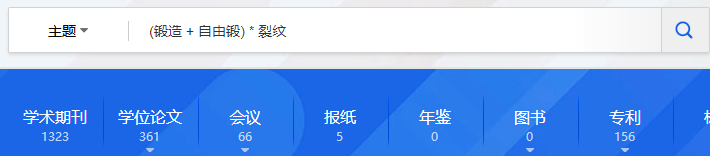 主题 (锻造 + 自由锻) * 裂纹
学术期刊 学位论文 会议 报纸 年鉴 图书 专利
1323 361 66 5 0 0 156